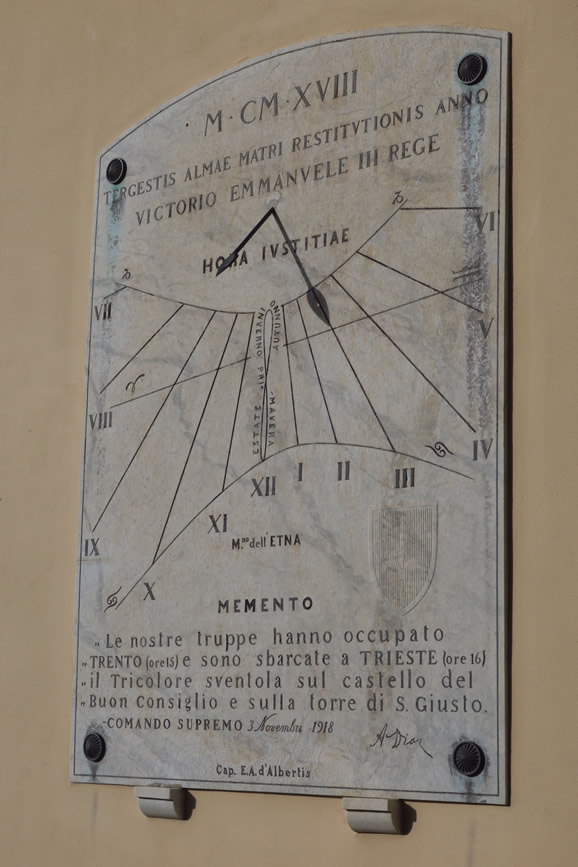 · M · CM · XVIII
TERGESTIS ALMAE MATRI RESTITVTIONIS ANNO
VICTORIO EMMANVELE III REGE
HORA IVSTITIAE
VI
VII
V
INVERNO PRI
AUTUNNO
ESTATE
MAVERA
VIII
IV
III
II
I
XII
XI
IX
X
M.no dell'ETNA
MEMENTO
„ Le nostre truppe hanno occupato
„ TRENTO (ore 15) e sono sbarcate a TRIESTE (ore 16)
„ il Tricolore sventola sul castello del
„ Buon Consiglio e sulla torre di S. Giusto.
-COMANDO SUPREMO 3 Novembre 1918
A Diaz
Cap. E.A. d'Albertis